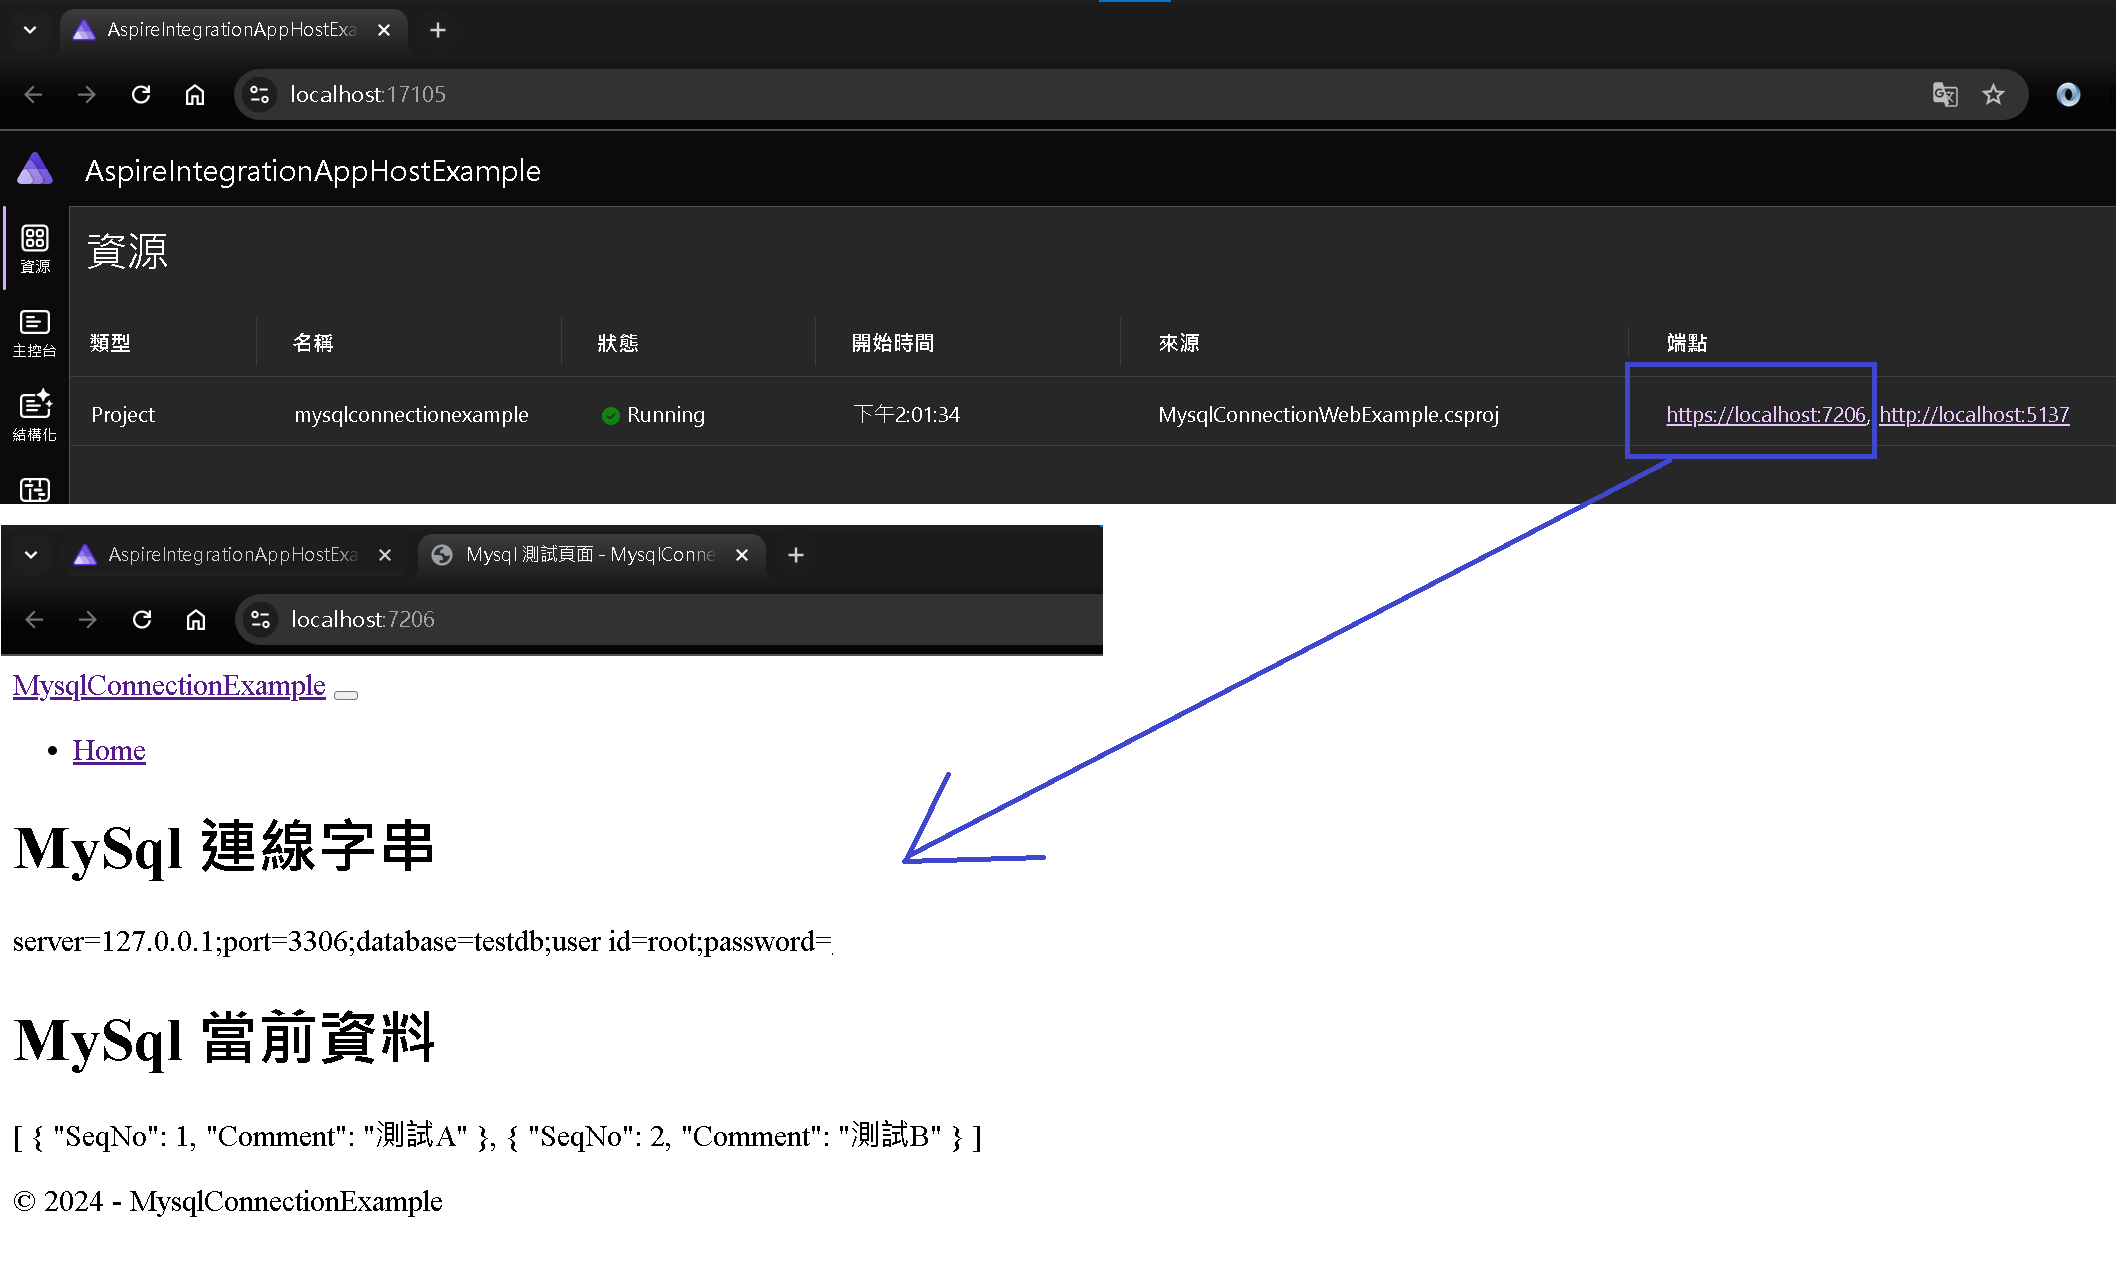 AspireIntegrationAppHostExa
localhost:17105
AspireIntegrationAppHostExample
資源
主控台
結構化
資源
類型 名稱 狀態 開始時間 來源 端點
Project mysqlconnectionexample Running 下午2:01:34 MysqlConnectionWebExample.csproj https://localhost:7206, http://localhost:5137
AspireIntegrationAppHostExa Mysql 測試頁面 - MysqlConne
localhost:7206
MysqlConnectionExample
Home
MySql 連線字串
server=127.0.0.1;port=3306;database=testdb;user id=root;password=
MySql 當前資料
[ { "SeqNo": 1, "Comment": "測試A" }, { "SeqNo": 2, "Comment": "測試B" } ]
© 2024 - MysqlConnectionExample